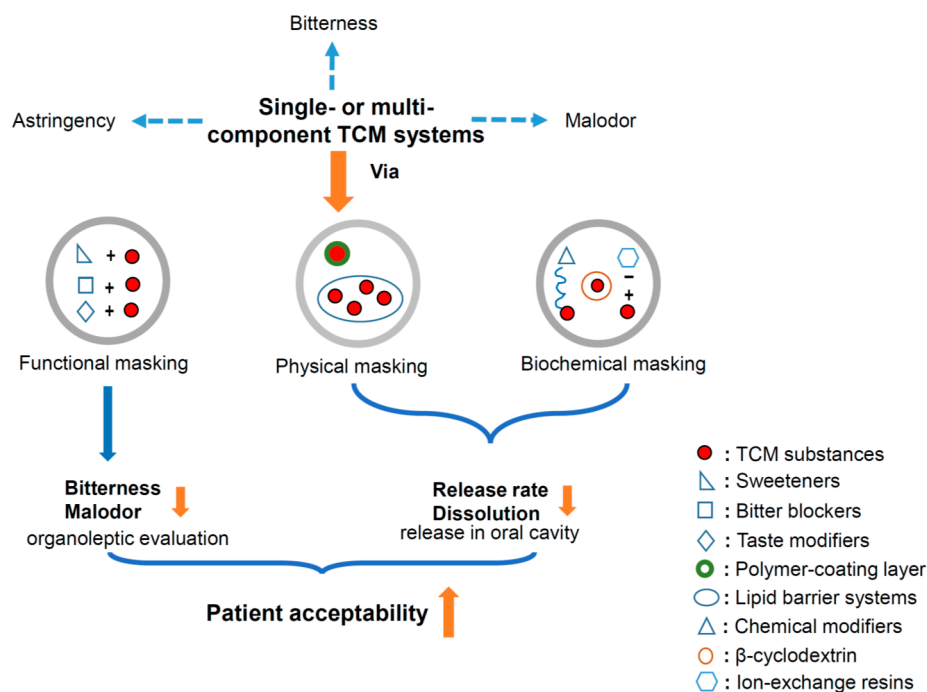 Bitterness
Astringency
Single- or multi-
component TCM systems
Malodor
Via
+
+
+
-
+
Functional masking
Physical masking
Biochemical masking
Bitterness
Malodor
organoleptic evaluation
Release rate
Dissolution
release in oral cavity
Patient acceptability
: TCM substances
: Sweeteners
: Bitter blockers
: Taste modifiers
: Polymer-coating layer
: Lipid barrier systems
: Chemical modifiers
: β-cyclodextrin
: Ion-exchange resins